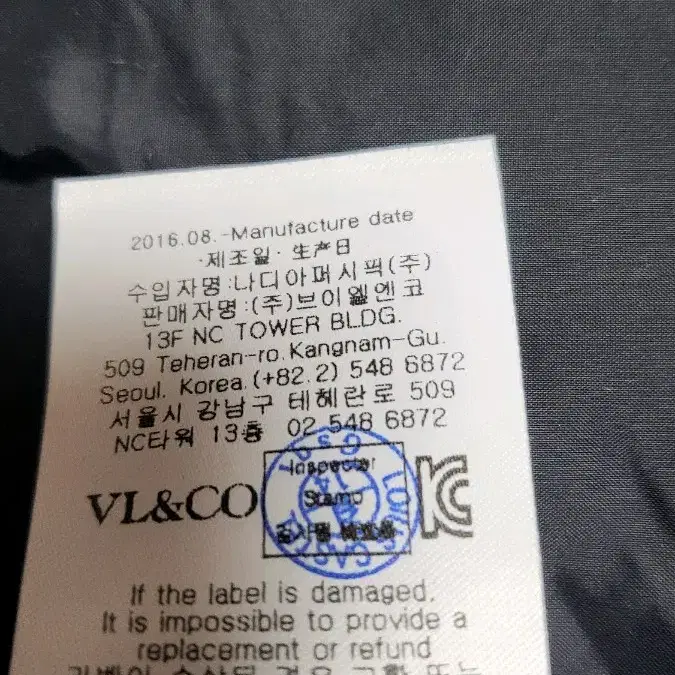 2016.08.-Manufacture date
·제조일· 生产日
수입자명:나디아퍼시픽(주)
판매자명:(주)브이엘엔코
13F NC TOWER BLDG.
509 Teheran-ro.Kangnam-Gu.
Seoul. Korea.(+82.2) 548 6872
서울시 강남구 테헤란로 509
NC타워 13층 02 548 6872
VL&CO
Inspector
Stamp
LOUIS CASTEL
If the label is damaged.
It is impossible to provide a
replacement or refund